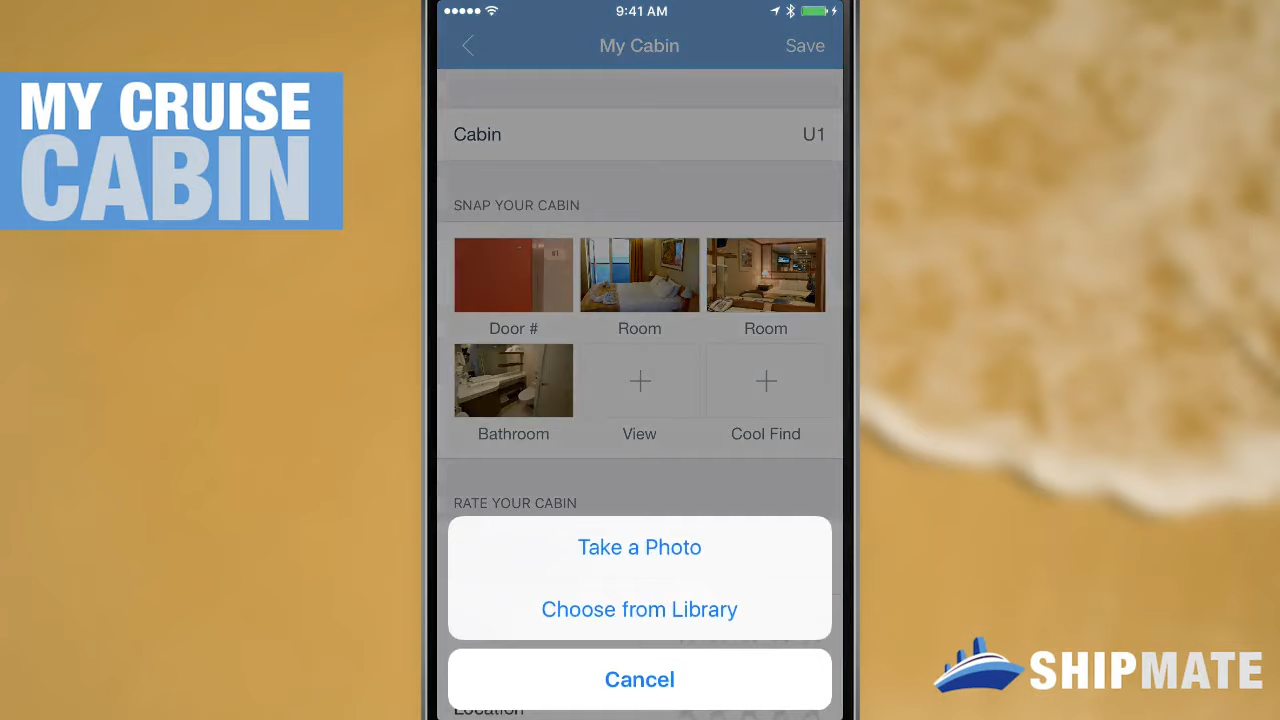 9:41 AM
My Cabin
Save
MY CRUISE
CABIN
Cabin
U1
SNAP YOUR CABIN
U1
Door #
Room
Room
Bathroom
View
Cool Find
RATE YOUR CABIN
Take a Photo
Choose from Library
Cancel
Location
SHIPMATE